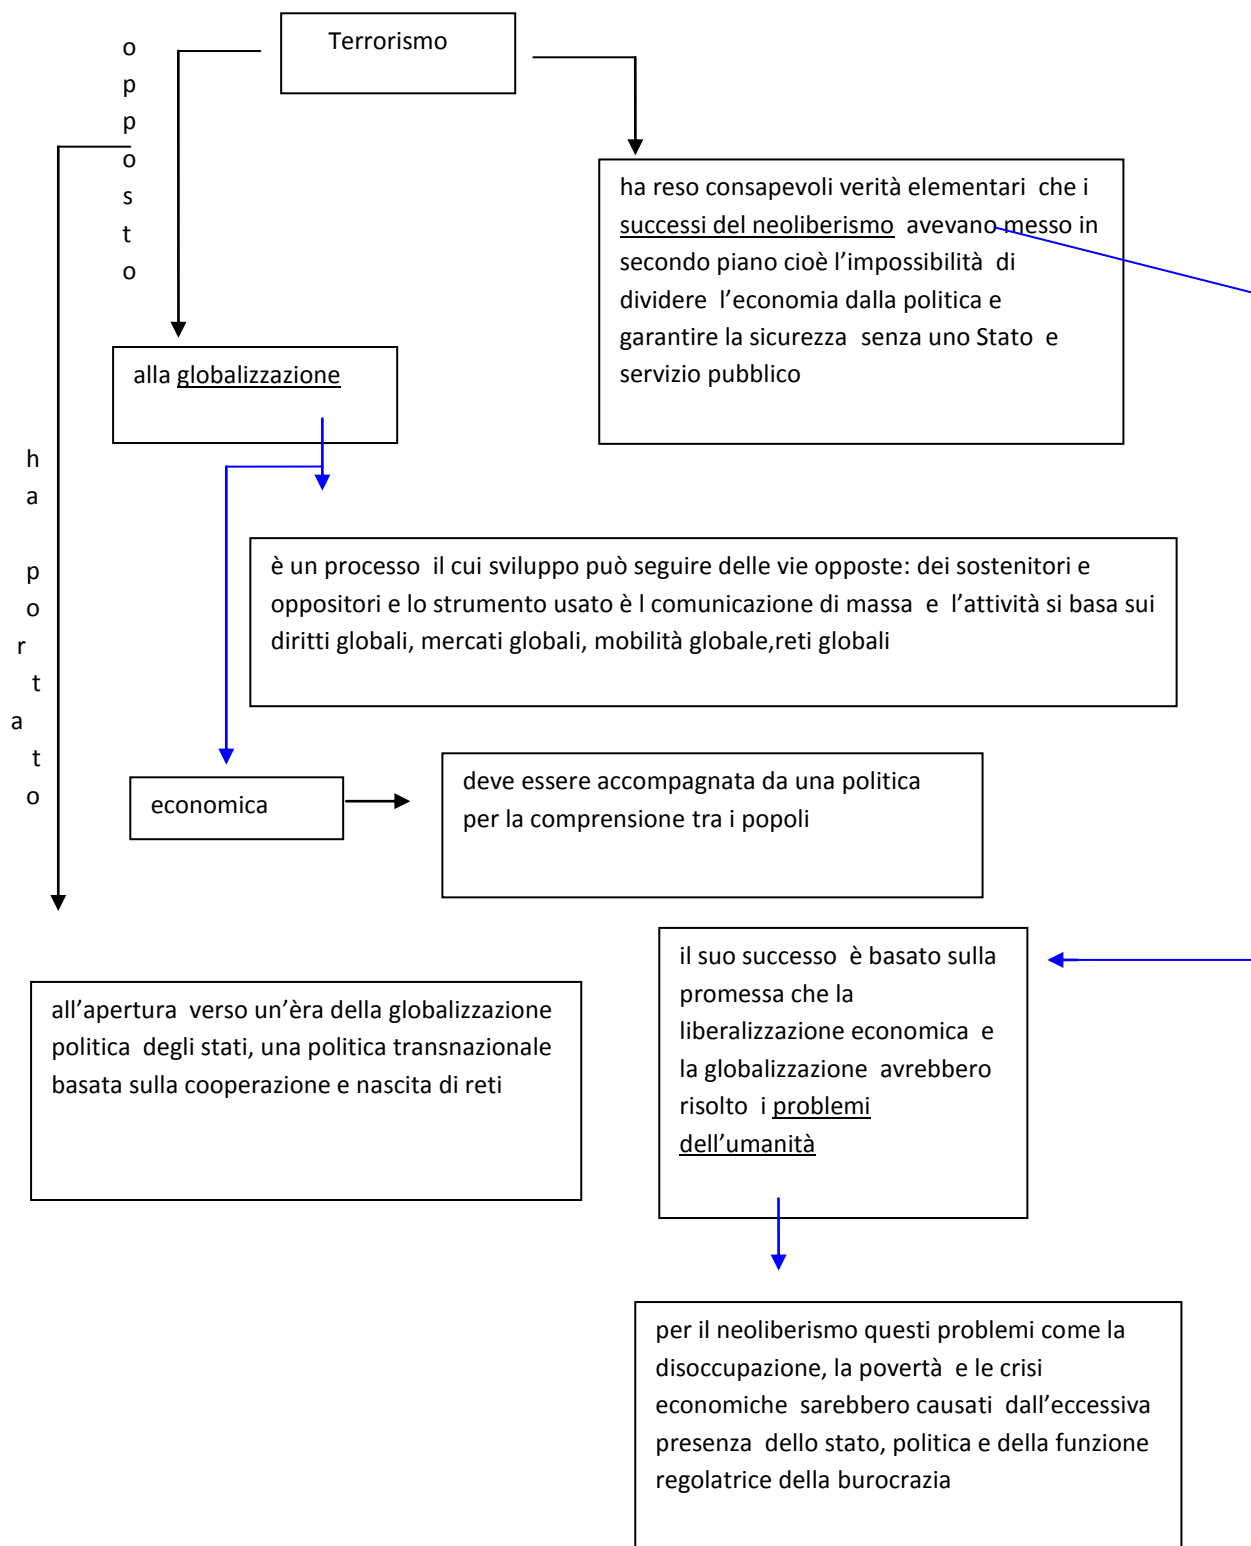 Terrorismo
opposto
ha reso consapevoli verità elementari che i
successi del neoliberismo avevano messo in
secondo piano cioè l’impossibilità di
dividere l’economia dalla politica e
garantire la sicurezza senza uno Stato e
servizio pubblico
alla globalizzazione
ha portato
è un processo il cui sviluppo può seguire delle vie opposte: dei sostenitori e
oppositori e lo strumento usato è l comunicazione di massa e l’attività si basa sui
diritti globali, mercati globali, mobilità globale,reti globali
economica
deve essere accompagnata da una politica
per la comprensione tra i popoli
il suo successo è basato sulla
promessa che la
liberalizzazione economica e
la globalizzazione avrebbero
risolto i problemi
dell’umanità
all’apertura verso un’èra della globalizzazione
politica degli stati, una politica transnazionale
basata sulla cooperazione e nascita di reti
per il neoliberismo questi problemi come la
disoccupazione, la povertà e le crisi
economiche sarebbero causati dall’eccessiva
presenza dello stato, politica e della funzione
regolatrice della burocrazia